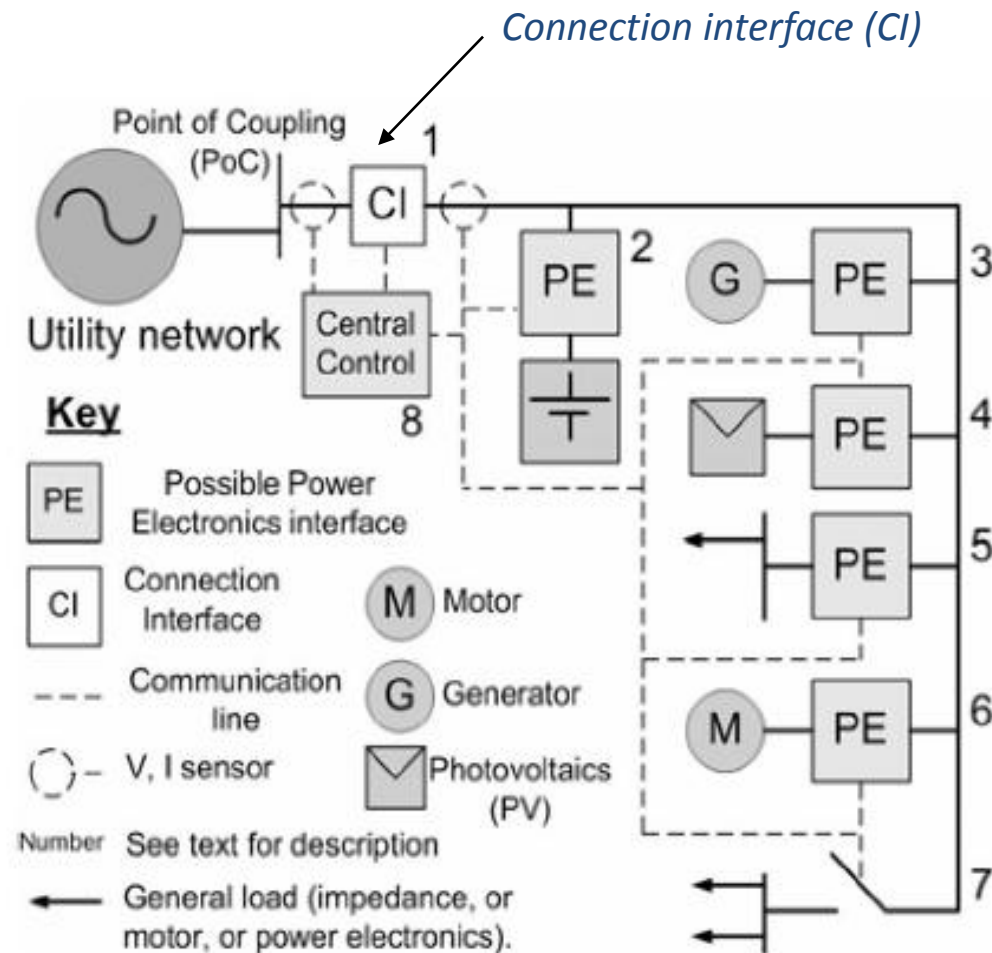 Connection interface (CI)
Point of Coupling
(PoC)
1
CI
2
PE
3
G
PE
Utility network
Central
Control
8
4
PE
Key
PE
Possible Power
Electronics interface
5
PE
CI
Connection
Interface
M
Motor
Communication
line
G
Generator
6
M
PE
V, I sensor
Photovoltaics
(PV)
Number
See text for description
7
General load (impedance, or
motor, or power electronics).